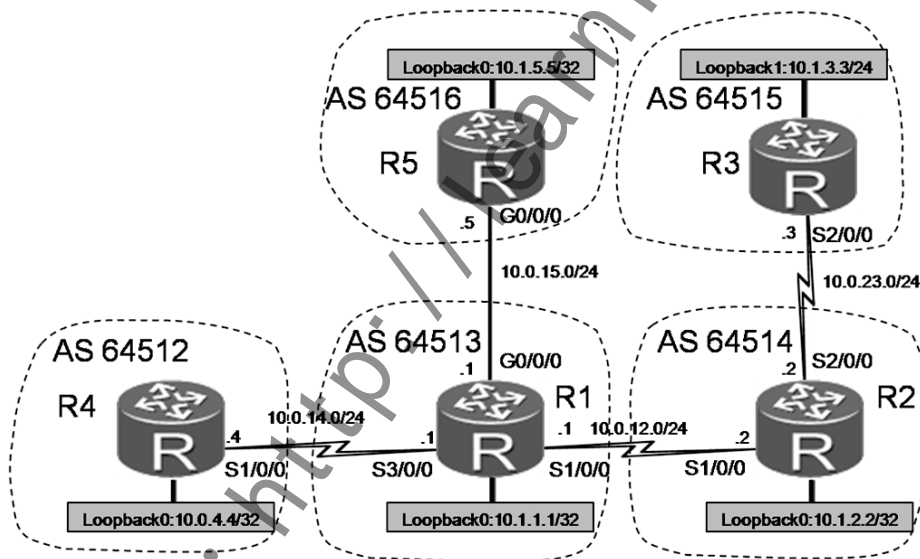 Loopback0:10.1.5.5/32
Loopback1:10.1.3.3/24
AS 64516
AS 64515
R5
R
R3
R
.5
G0/0/0
.3
S2/0/0
10.0.15.0/24
10.0.23.0/24
AS 64512
AS 64513
G0/0/0
AS 64514
S2/0/0
.1
.2
R4
R
10.0.14.0/24
R1
R
10.0.12.0/24
R2
R
.4
.1
.1
.2
S1/0/0
S3/0/0
S1/0/0
S1/0/0
Loopback0:10.0.4.4/32
Loopback0:10.1.1.1/32
Loopback0:10.1.2.2/32
http://learn